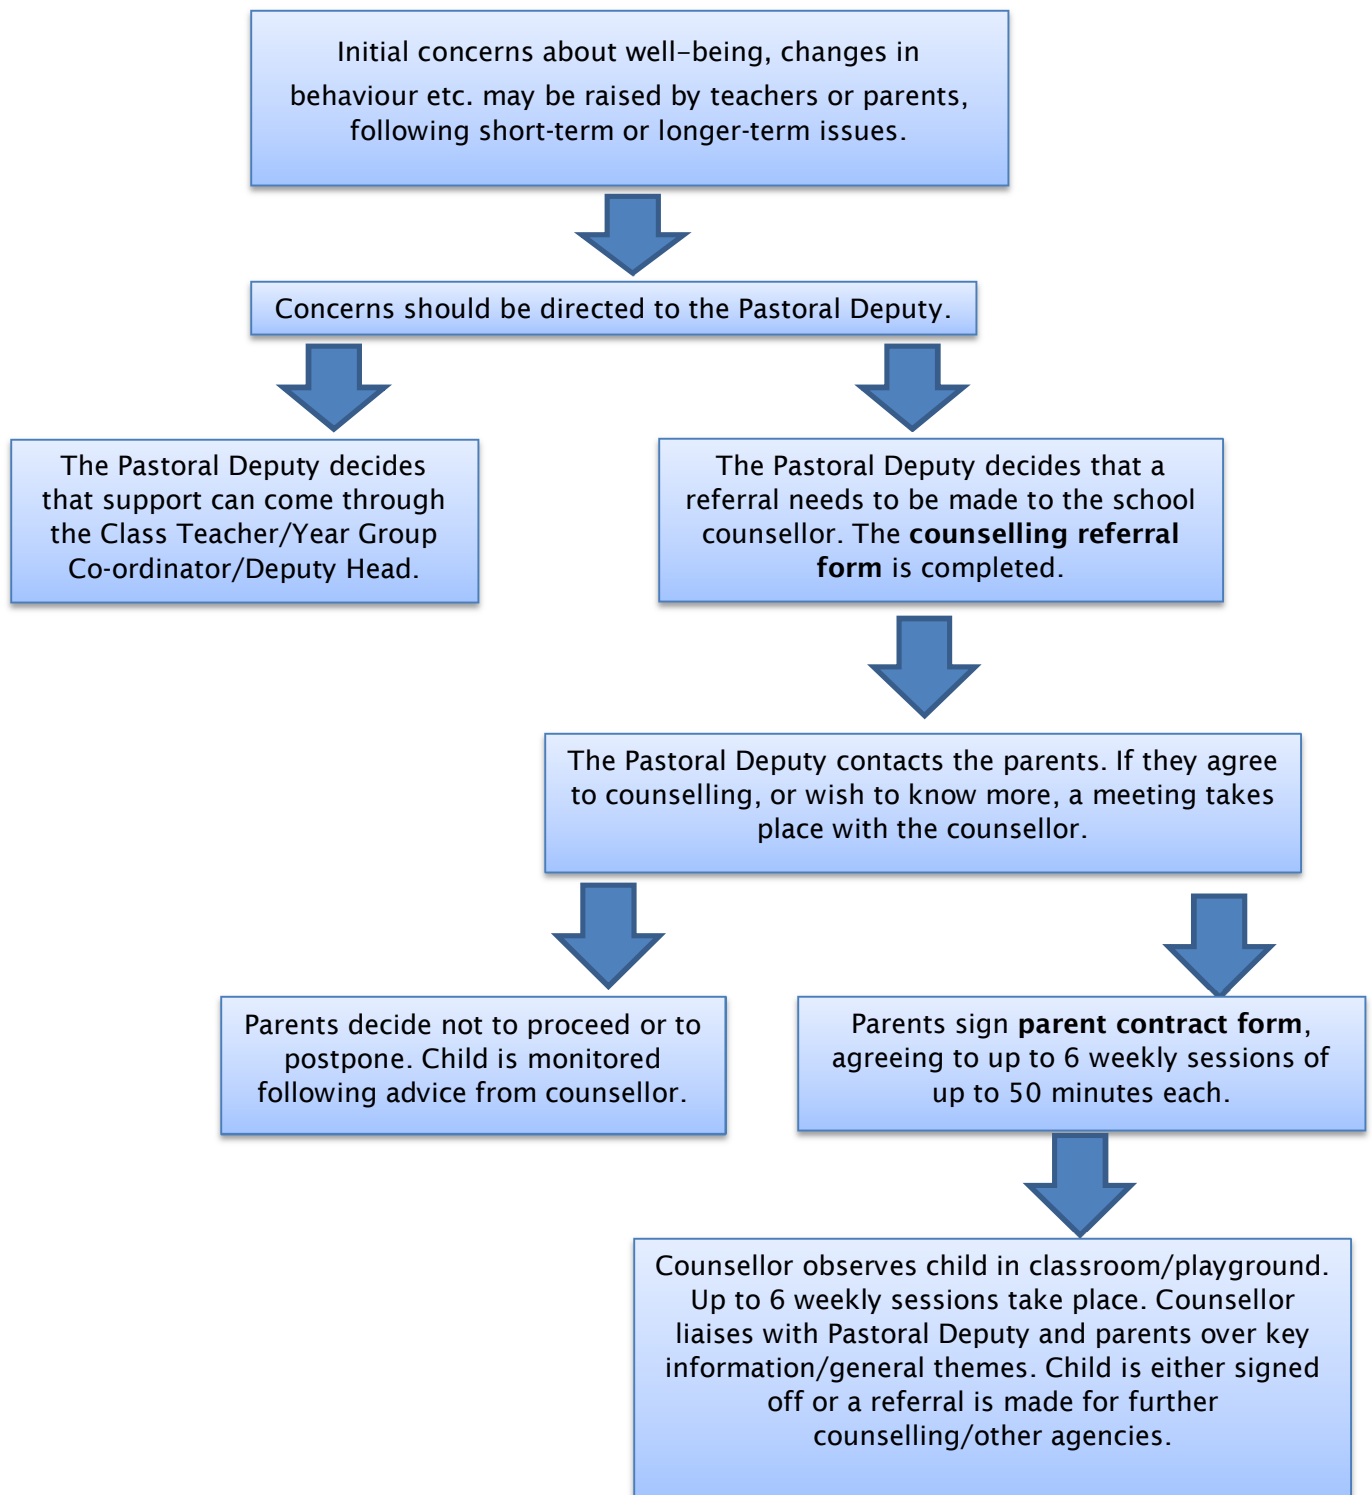 Initial concerns about well-being, changes in
behaviour etc. may be raised by teachers or parents,
following short-term or longer-term issues.
Concerns should be directed to the Pastoral Deputy.
The Pastoral Deputy decides
that support can come through
the Class Teacher/Year Group
Co-ordinator/Deputy Head.
The Pastoral Deputy decides that a
referral needs to be made to the school
counsellor. The counselling referral
form is completed.
The Pastoral Deputy contacts the parents. If they agree
to counselling, or wish to know more, a meeting takes
place with the counsellor.
Parents decide not to proceed or to
postpone. Child is monitored
following advice from counsellor.
Parents sign parent contract form,
agreeing to up to 6 weekly sessions of
up to 50 minutes each.
Counsellor observes child in classroom/playground.
Up to 6 weekly sessions take place. Counsellor
liaises with Pastoral Deputy and parents over key
information/general themes. Child is either signed
off or a referral is made for further
counselling/other agencies.